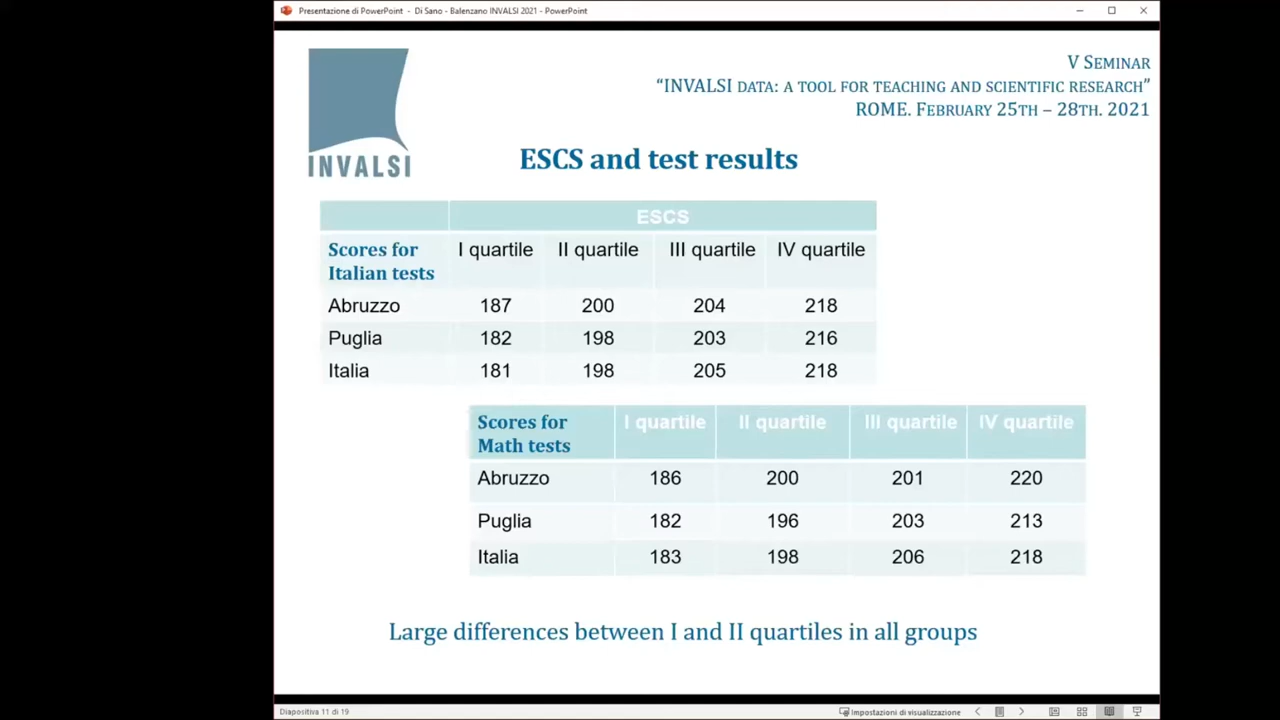 Presentazione di PowerPoint - Di Sano - Balenzano INVALSI 2021 - PowerPoint
INVALSI
V SEMINAR
“INVALSI DATA: A TOOL FOR TEACHING AND SCIENTIFIC RESEARCH”
ROME. FEBRUARY 25TH – 28TH. 2021
ESCS and test results
ESCS
Scores for Italian tests I quartile II quartile III quartile IV quartile
Abruzzo 187 200 204 218
Puglia 182 198 203 216
Italia 181 198 205 218
Scores for Math tests I quartile II quartile III quartile IV quartile
Abruzzo 186 200 201 220
Puglia 182 196 203 213
Italia 183 198 206 218
Large differences between I and II quartiles in all groups
Diapositiva 11 di 19 Impostazioni di visualizzazione